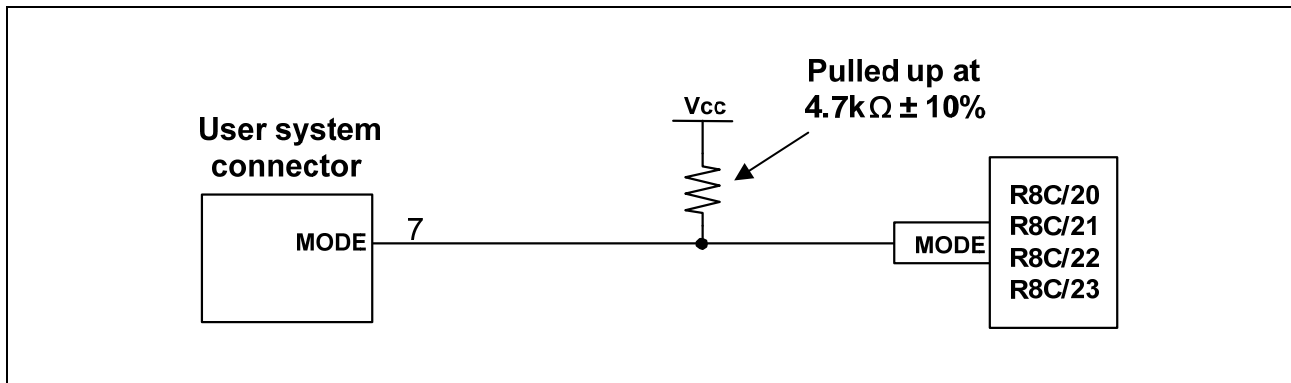 Pulled up at
4.7kΩ ± 10%
Vcc
User system
connector
MODE
7
MODE
R8C/20
R8C/21
R8C/22
R8C/23